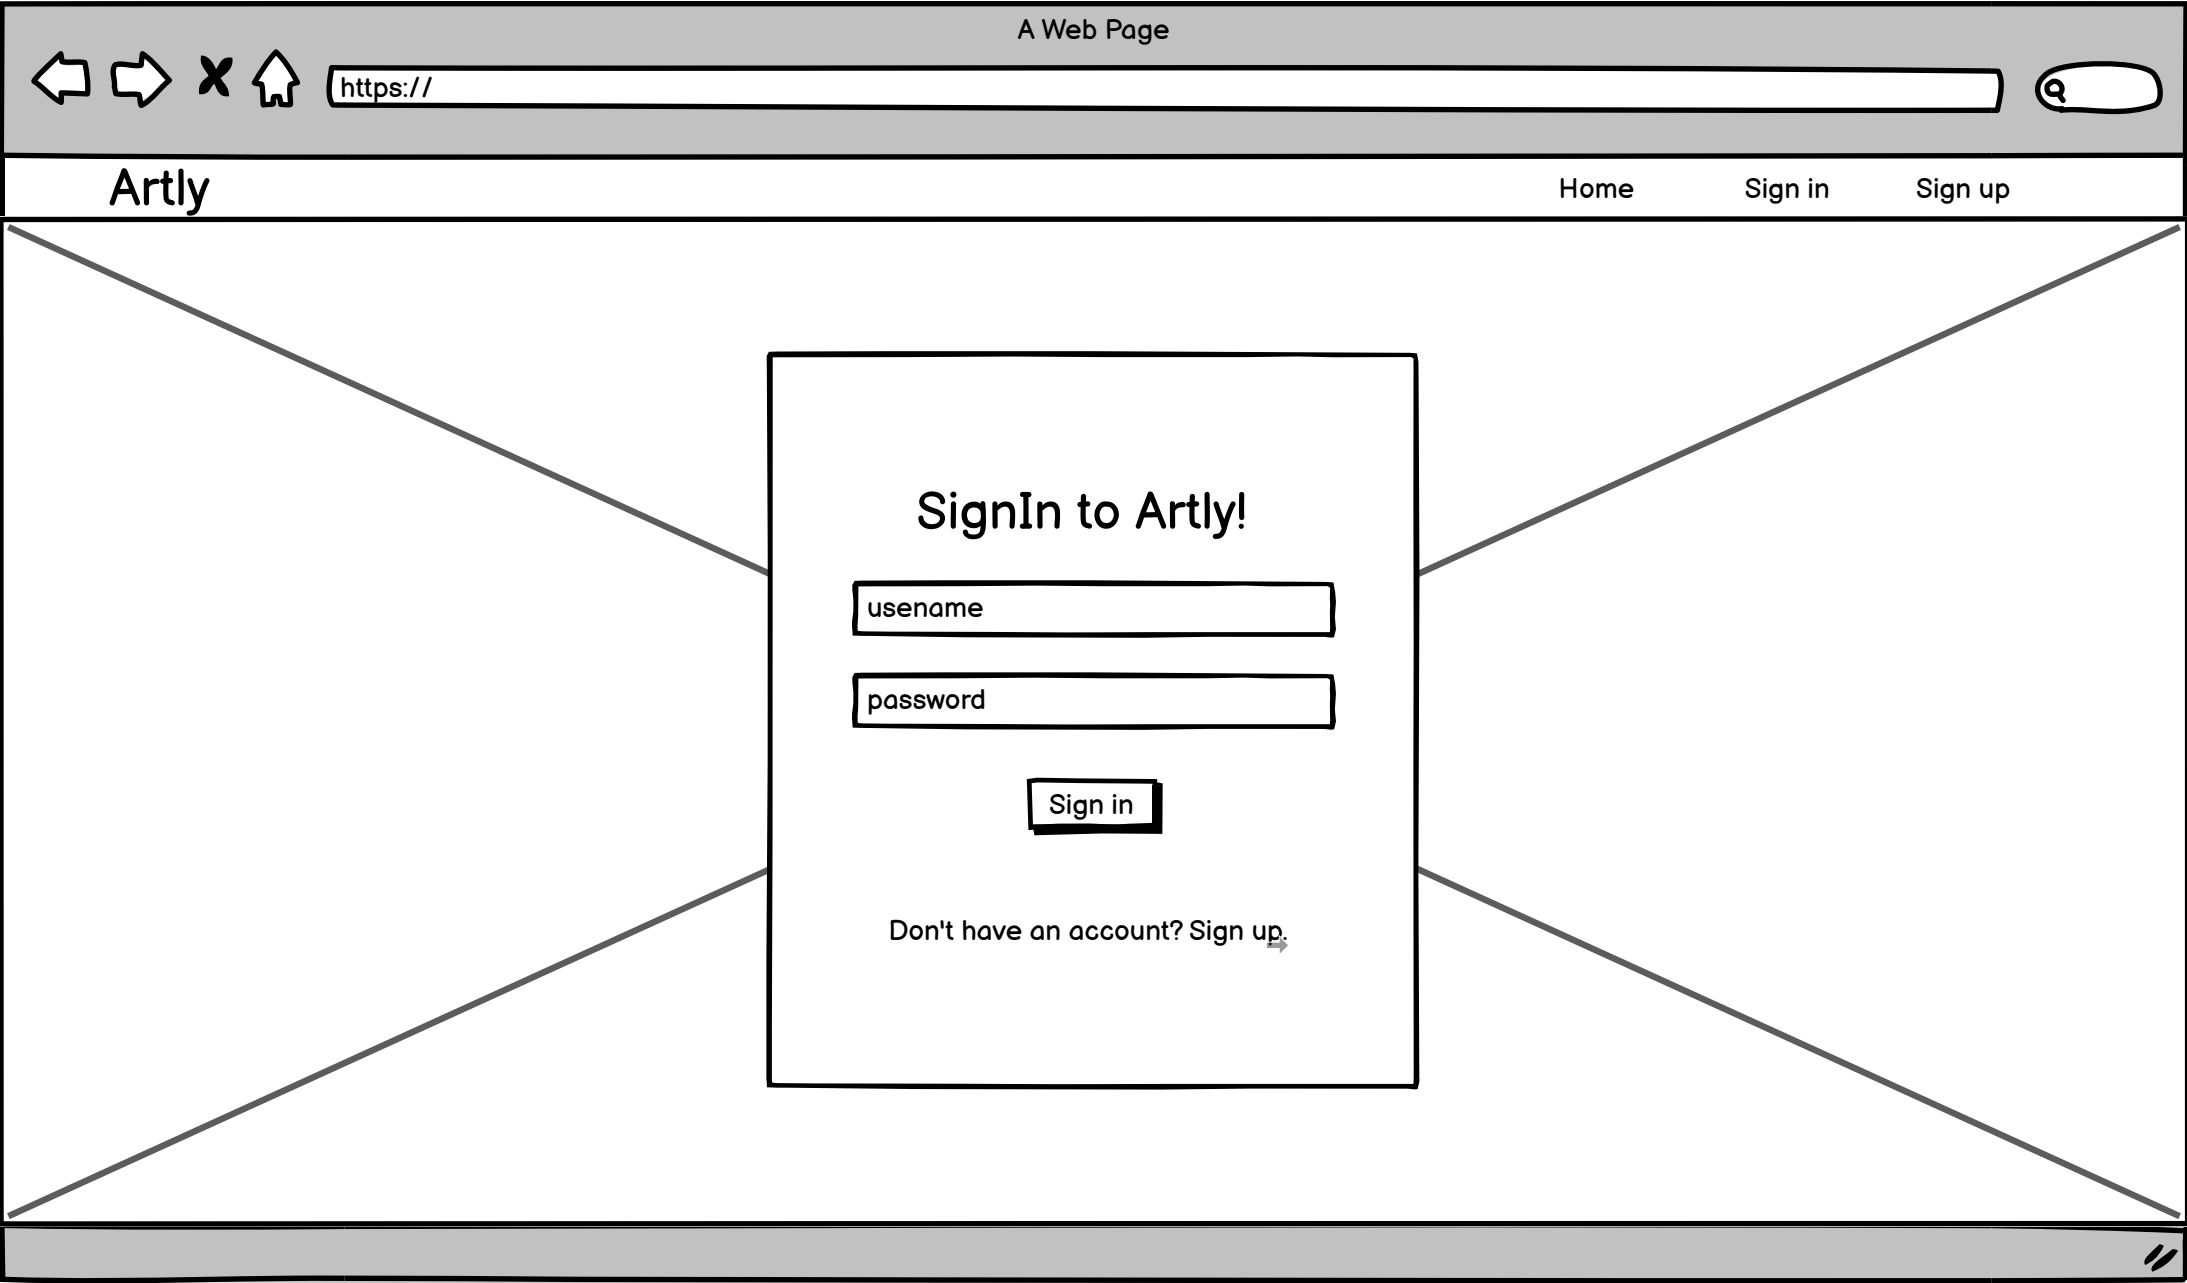 A Web Page
https://
Artly Home Sign in Sign up
SignIn to Artly!
usename
password
Sign in
Don't have an account? Sign up.